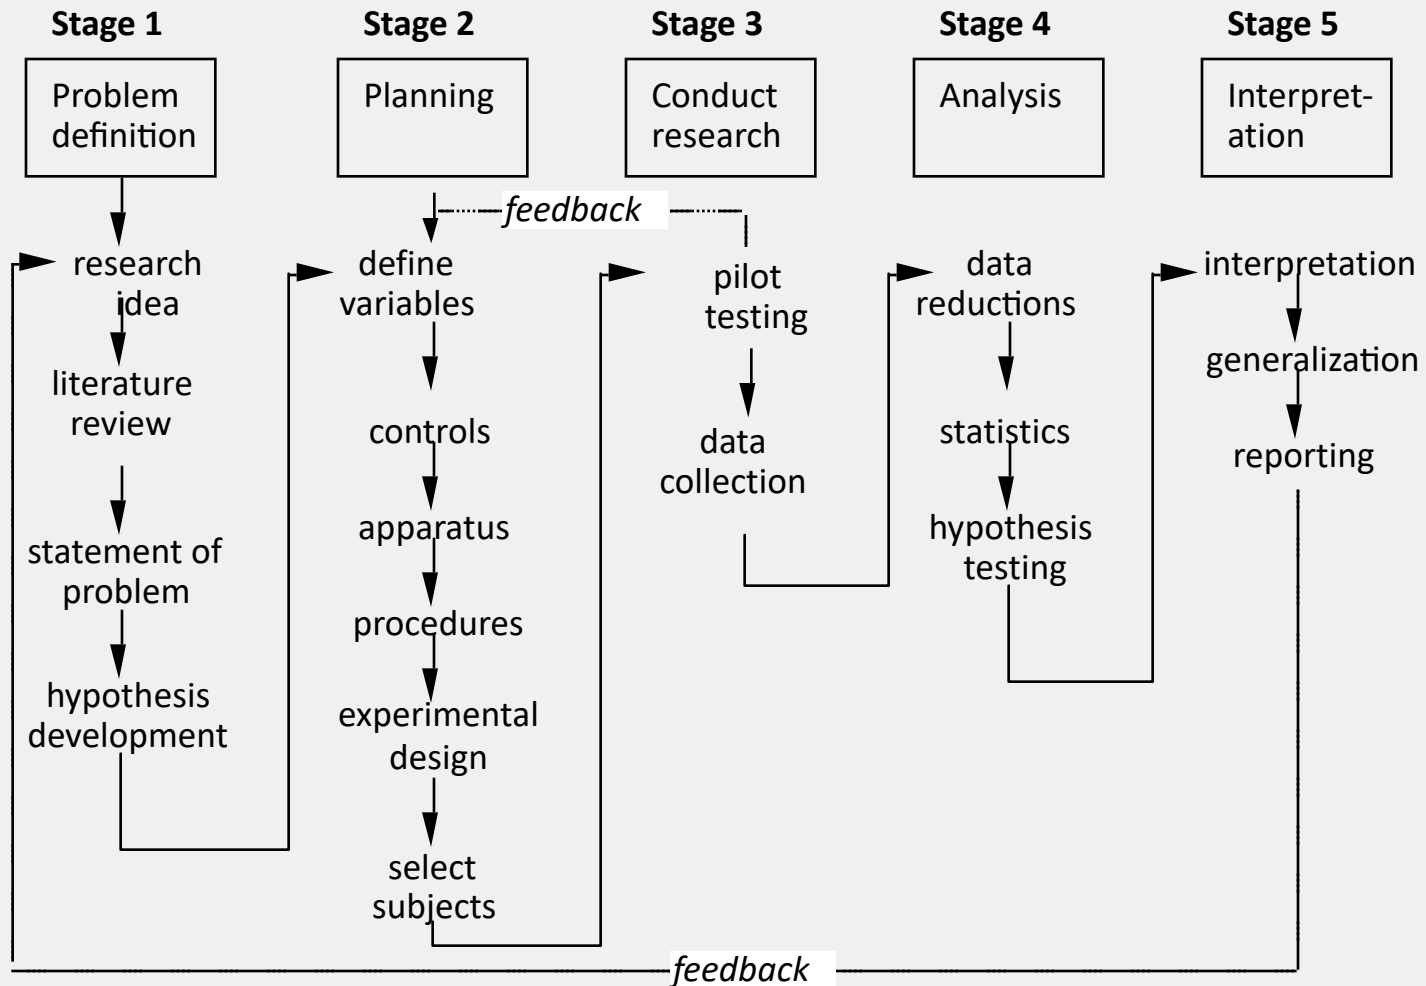 Stage 1
Problem
definition
research
idea
literature
review
statement of
problem
hypothesis
development
Stage 2
Planning
feedback
define
variables
controls
apparatus
procedures
experimental
design
select
subjects
Stage 3
Conduct
research
pilot
testing
data
collection
Stage 4
Analysis
data
reductions
statistics
hypothesis
testing
Stage 5
Interpret-
ation
interpretation
generalization
reporting
feedback